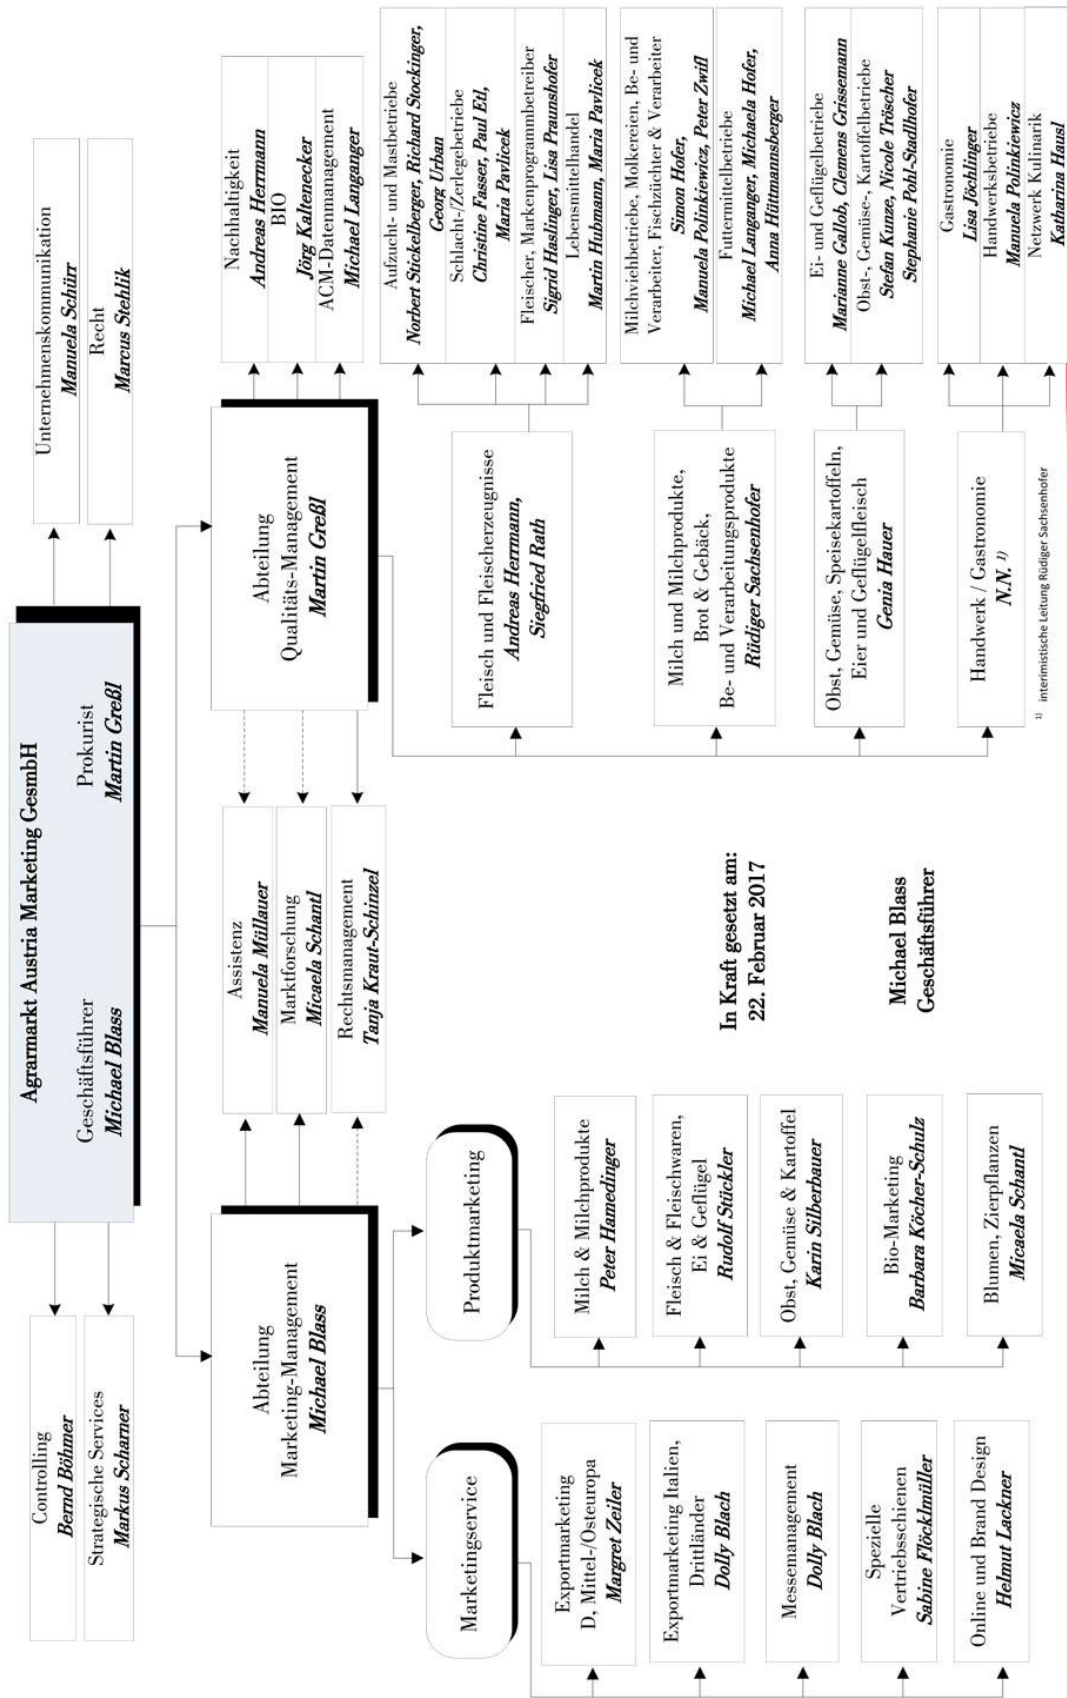 Agrarmarkt Austria Marketing GesmbH
Geschäftsführer
Michael Blass
Prokurist
Martin Greßl
Controlling
Bernd Böhmer
Strategische Services
Markus Scharner
Unternehmenskommunikation
Manuela Schürr
Recht
Marcus Stehlik
Abteilung
Marketing-Management
Michael Blass
Assistenz
Manuela Müllauer
Marktforschung
Micaela Schantl
Rechtsmanagement
Tanja Kraut-Schinzel
Abteilung
Qualitäts-Management
Martin Greßl
Nachhaltigkeit
Andreas Herrmann
BIO
Jörg Kaltenecker
ACM-Datenmanagement
Michael Langanger
Marketingservice
Exportmarketing
D, Mittel-/Osteuropa
Margret Zeiler
Exportmarketing Italien,
Drittländer
Dolly Blach
Messemanagement
Dolly Blach
Spezielle
Vertriebsschienen
Sabine Flöcklmüller
Online und Brand Design
Helmut Lackner
Produktmarketing
Milch & Milchprodukte
Peter Hamedinger
Fleisch & Fleischwaren,
Ei & Geflügel
Rudolf Stückler
Obst, Gemüse & Kartoffel
Karin Silberbauer
Bio-Marketing
Barbara Köcher-Schulz
Blumen, Zierpflanzen
Micaela Schantl
In Kraft gesetzt am:
22. Februar 2017
Michael Blass
Geschäftsführer
Fleisch und Fleischerzeugnisse
Andreas Herrmann,
Siegfried Rath
Aufzucht- und Mastbetriebe
Norbert Stickelberger, Richard Stockinger,
Georg Urban
Schlacht-/Zerlegebetriebe
Christine Fasser, Paul Etl,
Maria Pavlicek
Fleischer, Markenprogrammbetreiber
Sigrid Haslinger, Lisa Praunshofer
Lebensmittelhandel
Martin Hubmann, Maria Pavlicek
Milch und Milchprodukte,
Brot & Gebäck,
Be- und Verarbeitungsprodukte
Rüdiger Sachsenhofer
Milchviehbetriebe, Molkereien, Be- und
Verarbeiter, Fischzüchter & Verarbeiter
Simon Hofer,
Manuela Polinkiewicz, Peter Zwifl
Futtermittelbetriebe
Michael Langanger, Michaela Hofer,
Anna Hüttmannsberger
Obst, Gemüse, Speisekartoffeln,
Eier und Geflügelfleisch
Genia Hauer
Ei- und Geflügelbetriebe
Marianne Gallob, Clemens Grissemann
Obst-, Gemüse-, Kartoffelbetriebe
Stefan Kunze, Nicole Tröscher
Stephanie Pohl-Stadlhofer
Handwerk / Gastronomie
N.N. 1)
Gastronomie
Lisa Jöchlinger
Handwerksbetriebe
Manuela Polinkiewicz
Netzwerk Kulinarik
Katharina Hausl
1) interimistische Leitung Rüdiger Sachsenhofer